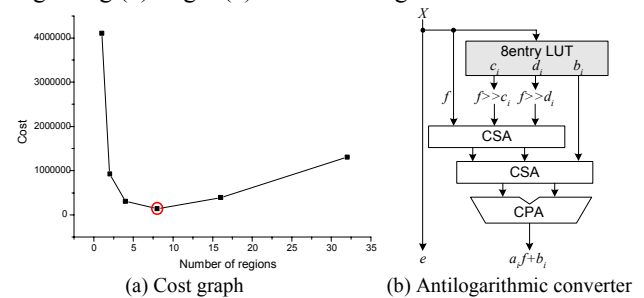 4000000
3000000
2000000
1000000
0
Cost
0 5 10 15 20 25 30 35
Number of regions
(a) Cost graph
X
8entry LUT
c_i d_i b_i
f f>>c_i f>>d_i
CSA
CSA
CPA
e a_i f+b_i
(b) Antilogarithmic converter